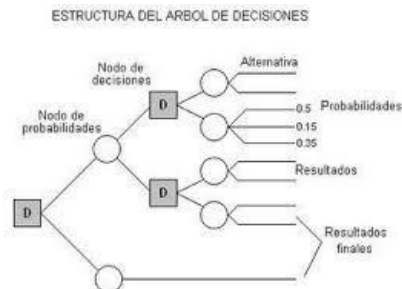 ESTRUCTURA DEL ARBOL DE DECISIONES
Nodo de
decisiones
Alternativa
D
0.5
Probabilidades
0.15
0.35
Nodo de
probabilidades
D
Resultados
D
Resultados
finales